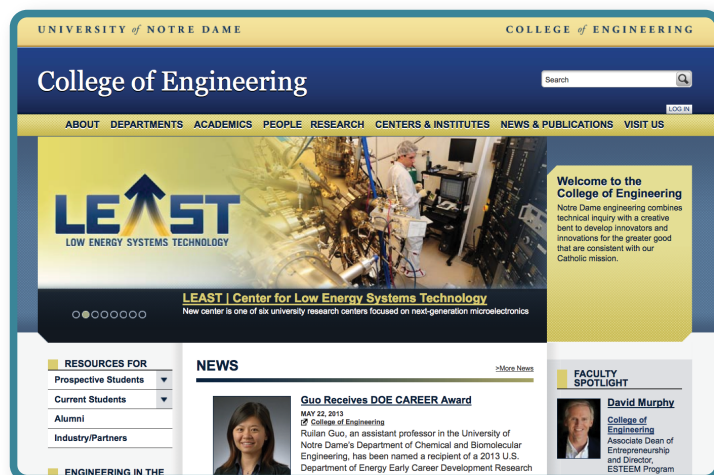 UNIVERSITY of NOTRE DAME
COLLEGE of ENGINEERING
College of Engineering
Search
LOG IN
ABOUT DEPARTMENTS ACADEMICS PEOPLE RESEARCH CENTERS & INSTITUTES NEWS & PUBLICATIONS VISIT US
LEAST
LOW ENERGY SYSTEMS TECHNOLOGY
LEAST | Center for Low Energy Systems Technology
New center is one of six university research centers focused on next-generation microelectronics
Welcome to the
College of Engineering
Notre Dame engineering combines
technical inquiry with a creative
bent to develop innovators and
innovations for the greater good
that are consistent with our
Catholic mission.
RESOURCES FOR
Prospective Students
Current Students
Alumni
Industry/Partners
ENGINEERING IN THE
NEWS
>More News
Guo Receives DOE CAREER Award
MAY 22, 2013
College of Engineering
Ruilan Guo, an assistant professor in the University of
Notre Dame's Department of Chemical and Biomolecular
Engineering, has been named a recipient of a 2013 U.S.
Department of Energy Early Career Development Research
FACULTY
SPOTLIGHT
David Murphy
College of
Engineering
Associate Dean of
Entrepreneurship
and Director,
ESTEEM Program